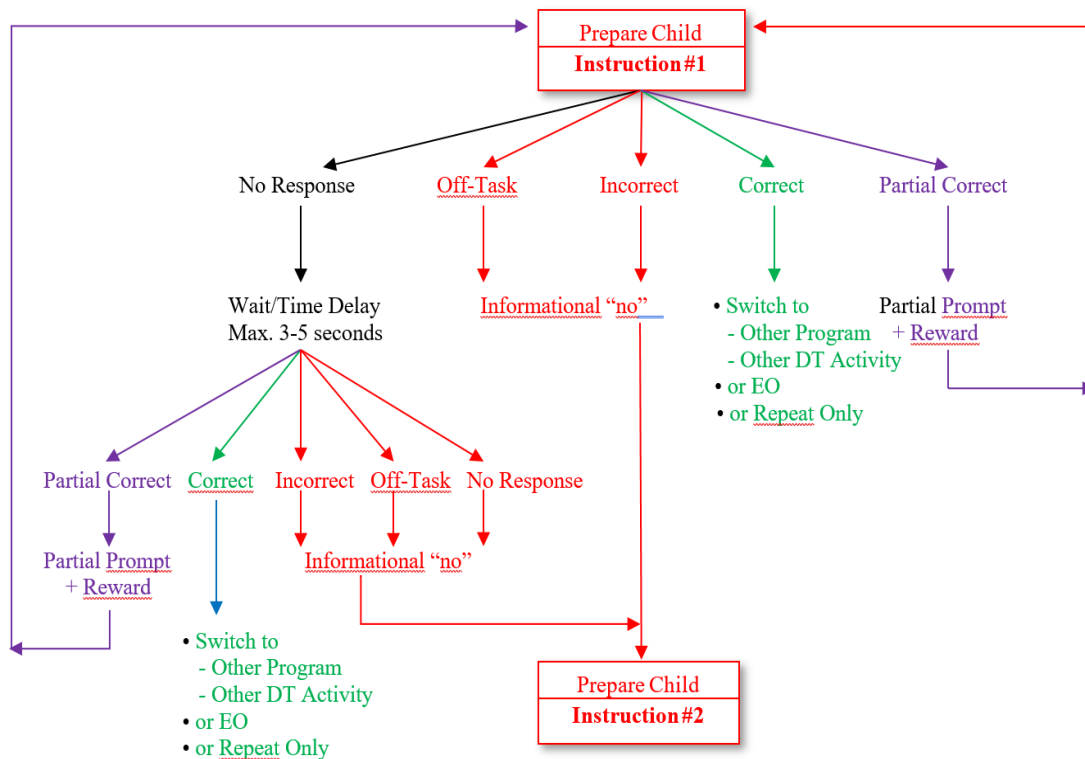 Prepare Child
Instruction #1
No Response
Off-Task
Incorrect
Correct
Partial Correct
Wait/Time Delay
Max. 3-5 seconds
Informational “no”
• Switch to
- Other Program
- Other DT Activity
• or EO
• or Repeat Only
Partial Prompt
+ Reward
Partial Correct
Correct
Incorrect
Off-Task
No Response
Partial Prompt
+ Reward
Informational “no”
• Switch to
- Other Program
- Other DT Activity
• or EO
• or Repeat Only
Prepare Child
Instruction #2